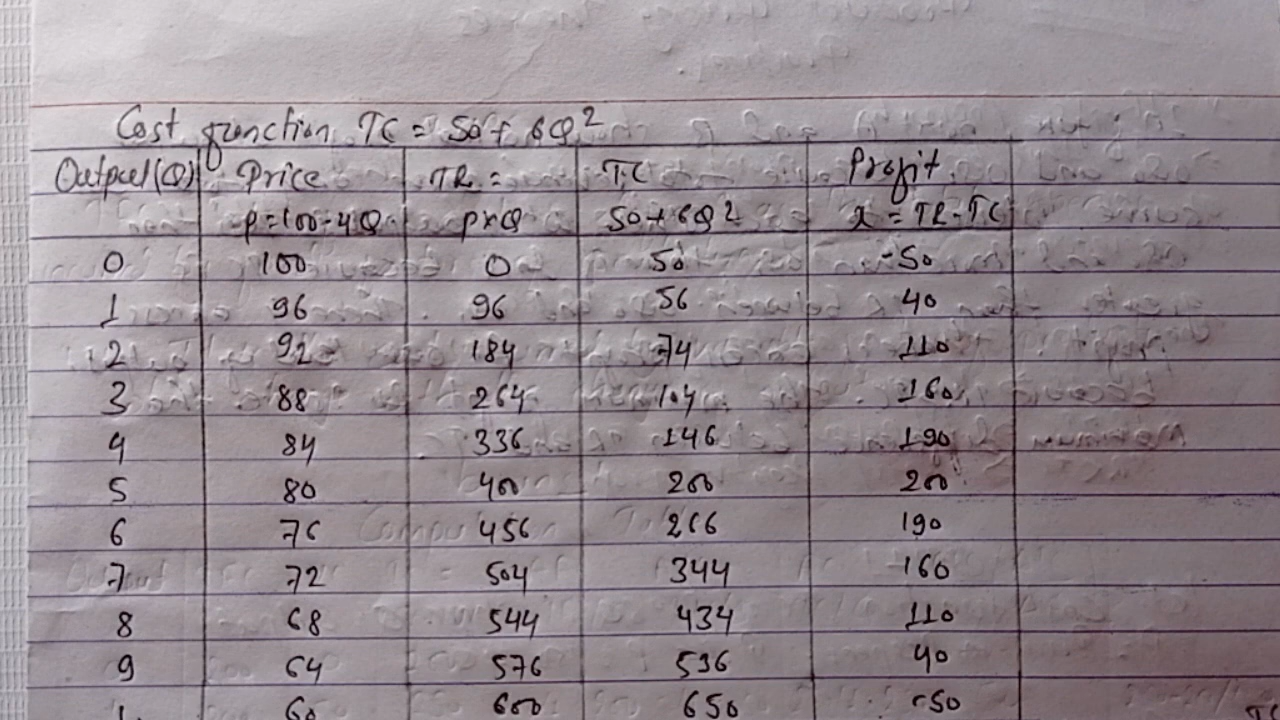 Cost function TC = 50 + 6Q²
Output(Q) Price TR = TC Profit
p=100-4Q p×Q 50+6Q² π = TR-TC
0 100 0 50 -50
1 96 96 56 40
2 92 184 74 110
3 88 264 104 160
4 84 336 146 190
5 80 400 200 200
6 76 456 266 190
7 72 504 344 160
8 68 544 434 110
9 64 576 536 40
60 600 650 -50